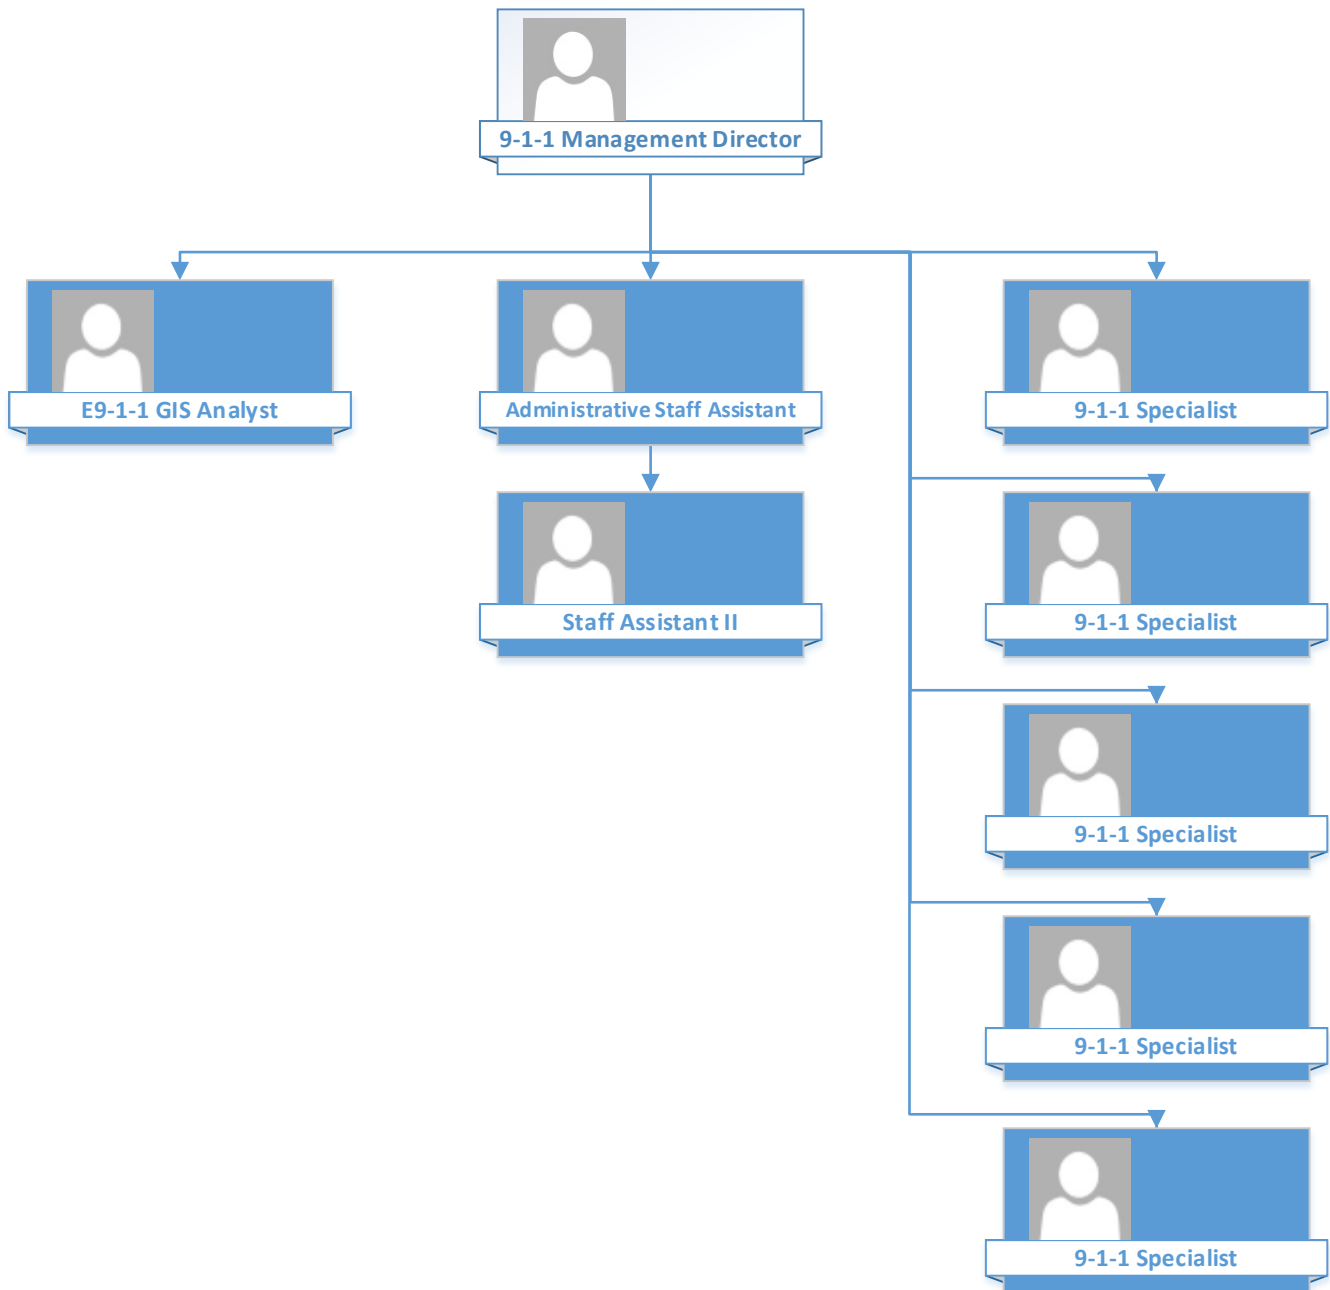 9-1-1 Management Director
E9-1-1 GIS Analyst
Administrative Staff Assistant
9-1-1 Specialist
Staff Assistant II
9-1-1 Specialist
9-1-1 Specialist
9-1-1 Specialist
9-1-1 Specialist